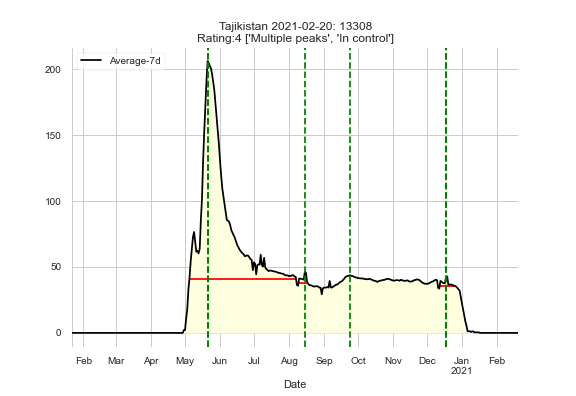 Tajikistan 2021-02-20: 13308
Rating:4 ['Multiple peaks', 'In control']
Average-7d
200
150
100
50
0
Feb Mar Apr May Jun Jul Aug Sep Oct Nov Dec Jan Feb
2021
Date